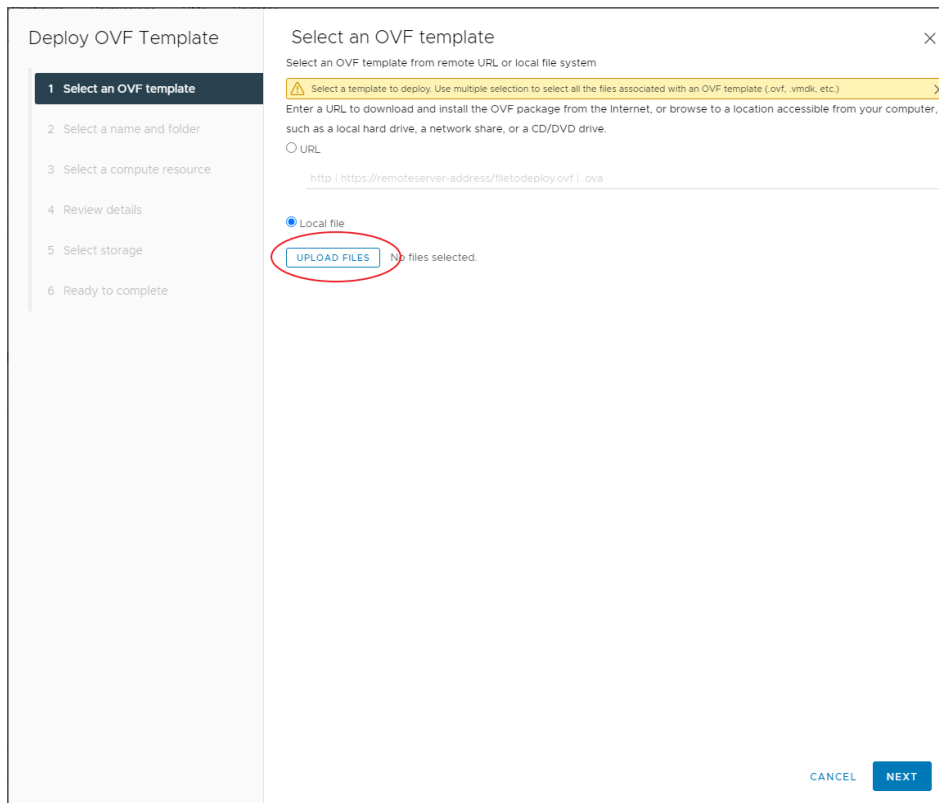 Deploy OVF Template
1 Select an OVF template
2 Select a name and folder
3 Select a compute resource
4 Review details
5 Select storage
6 Ready to complete
Select an OVF template
Select an OVF template from remote URL or local file system
Select a template to deploy. Use multiple selection to select all the files associated with an OVF template (.ovf, .vmdk, etc.)
Enter a URL to download and install the OVF package from the Internet, or browse to a location accessible from your computer,
such as a local hard drive, a network share, or a CD/DVD drive.
URL
http | https://remoteserver-address/filetodeploy.ovf | .ova
Local file
UPLOAD FILES No files selected.
CANCEL NEXT